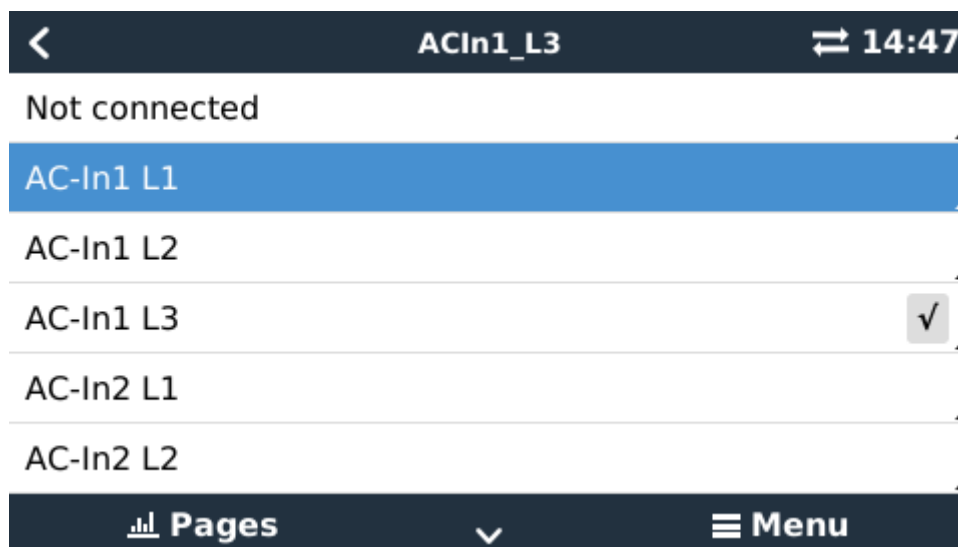 ACIn1_L3 14:47
Not connected
AC-In1 L1
AC-In1 L2
AC-In1 L3 √
AC-In2 L1
AC-In2 L2
Pages Menu